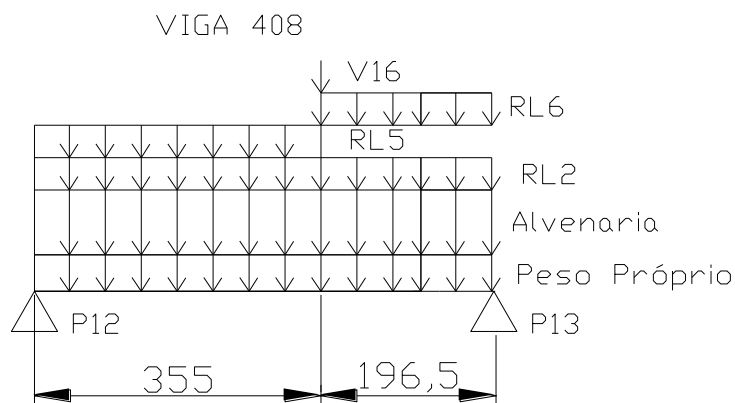 VIGA 408
V16
RL6
RL5
RL2
Alvenaria
Peso Próprio
P12
P13
355
196,5